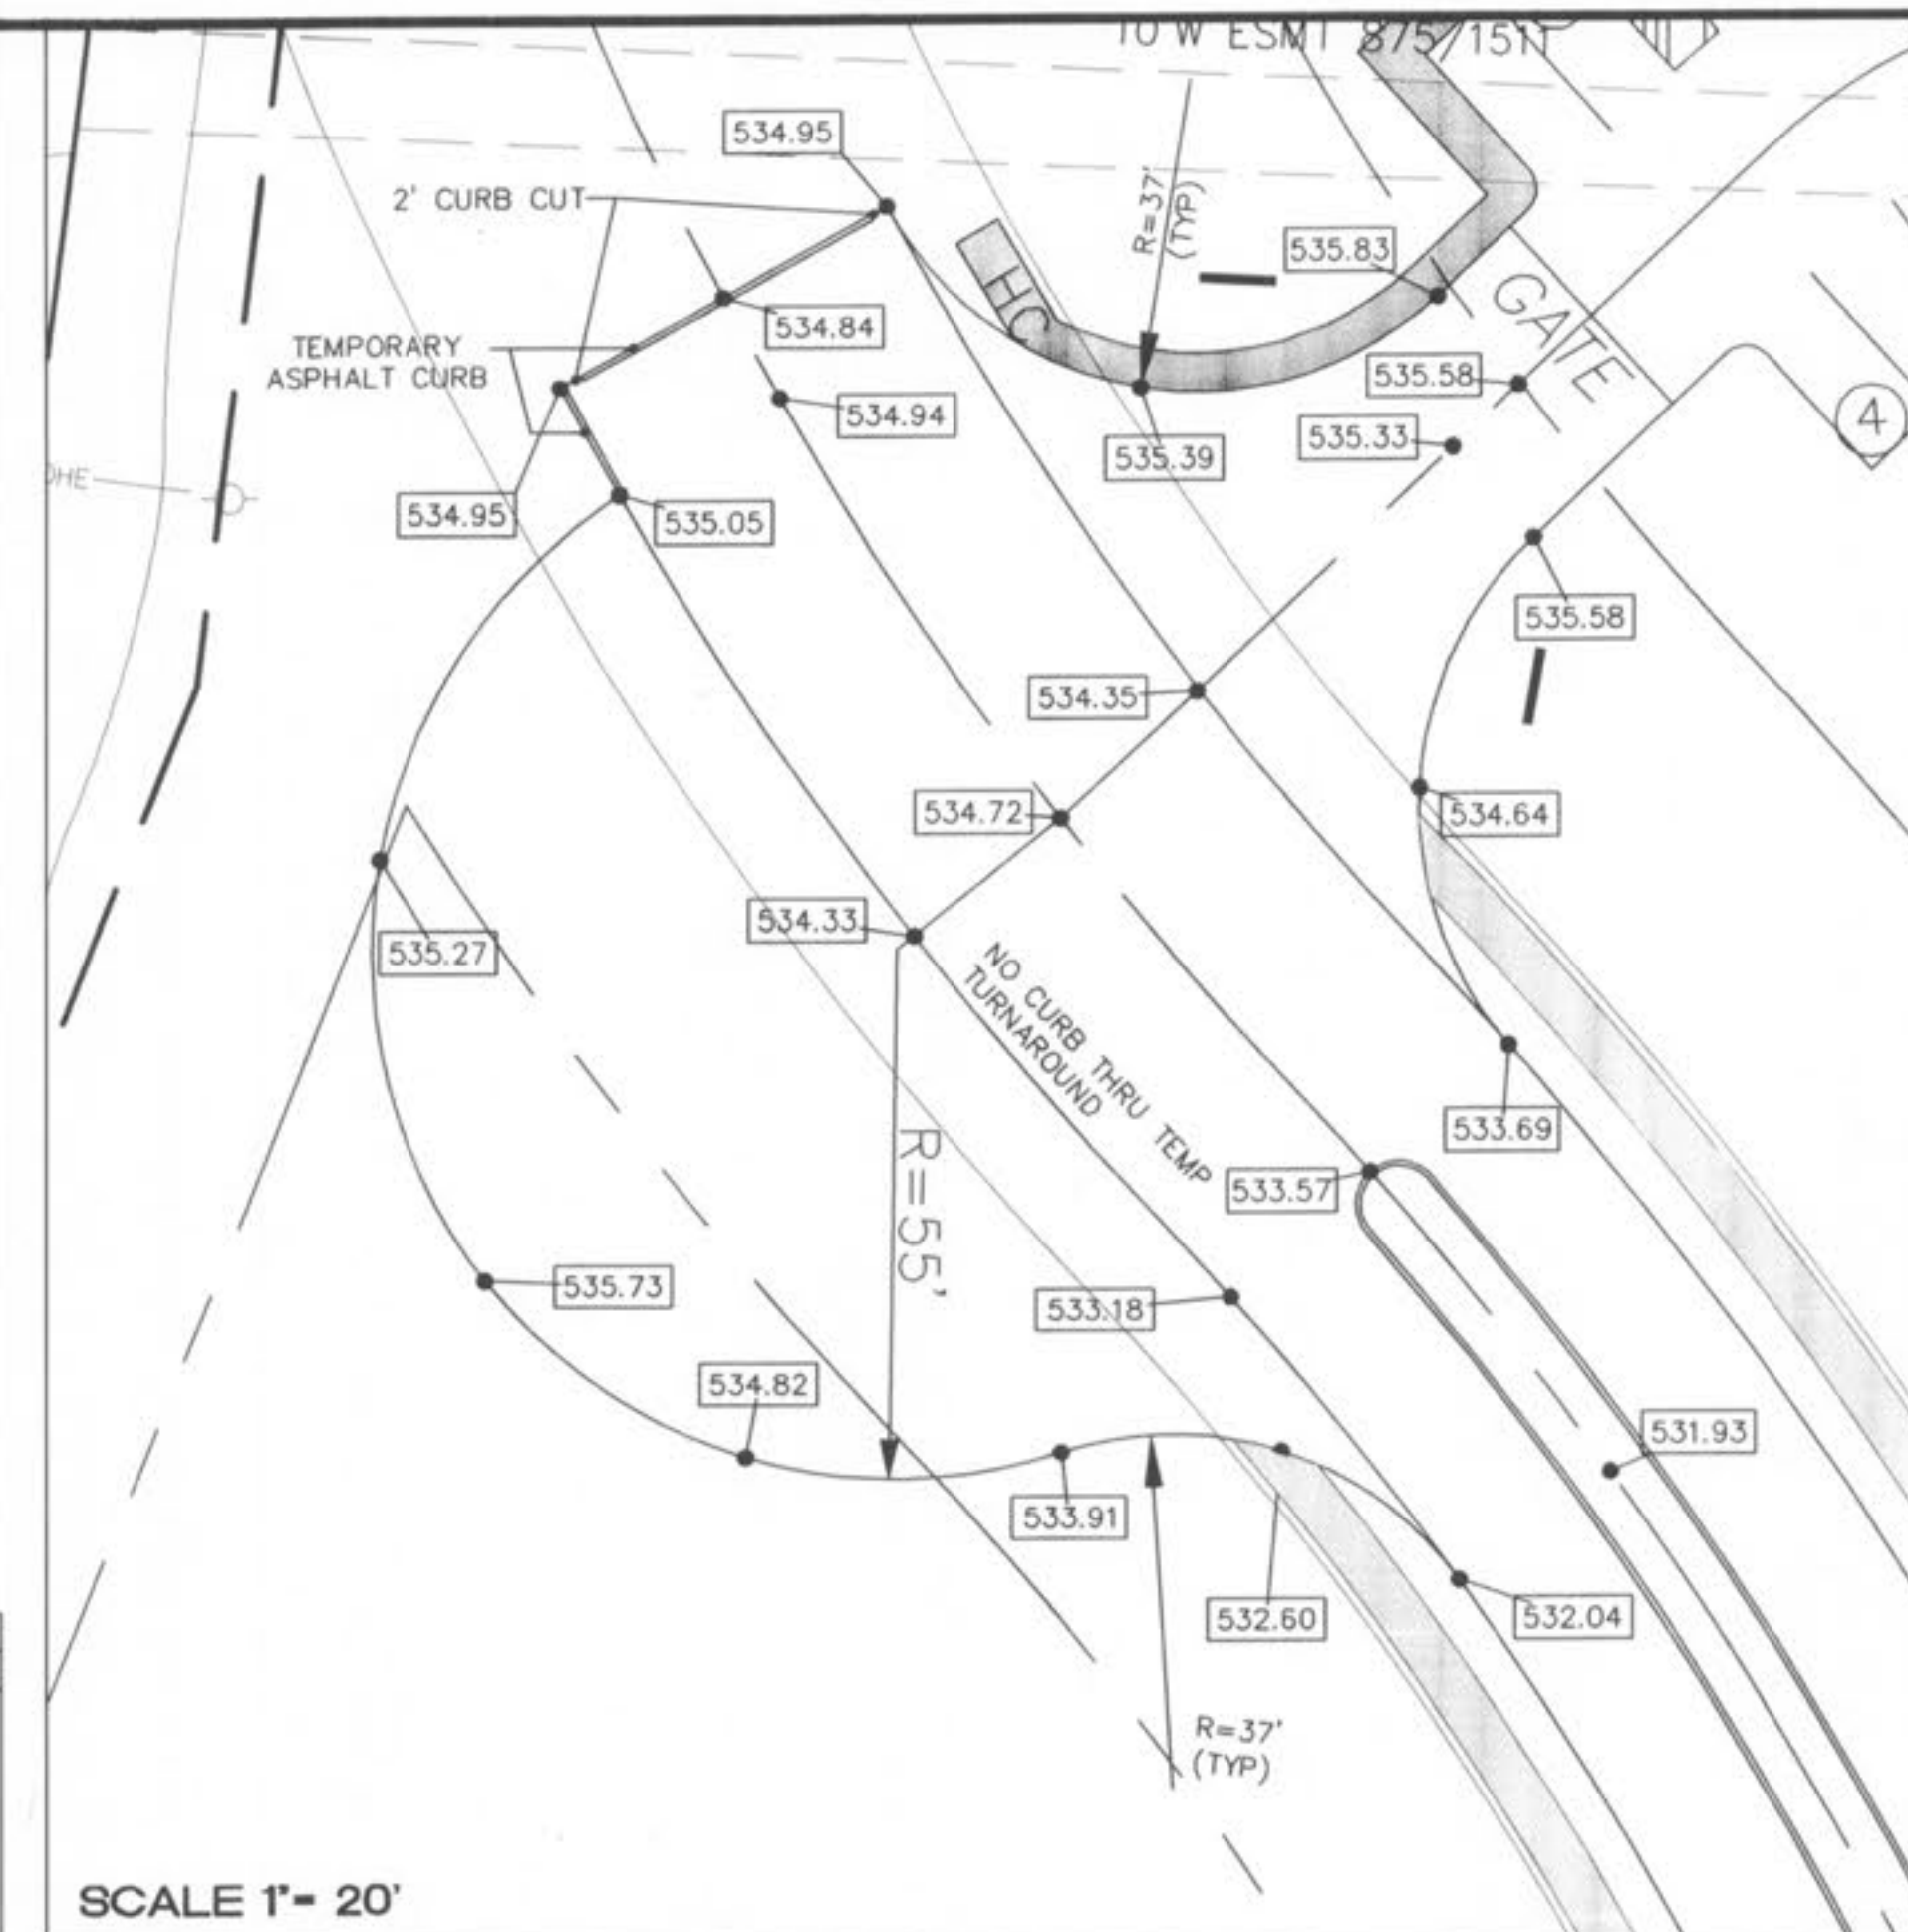 10' W ESMT 875/1511
534.95
2' CURB CUT
R=37'
(TYP)
535.83
GATE
534.84
TEMPORARY
ASPHALT CURB
HC
535.58
534.94
4
535.33
535.39
OHE
534.95
535.05
535.58
534.35
534.72
534.64
534.33
535.27
NO CURB THRU TEMP
TURNAROUND
533.69
R=55'
533.57
535.73
533.18
534.82
531.93
533.91
532.60
532.04
R=37'
(TYP)
SCALE 1"= 20'